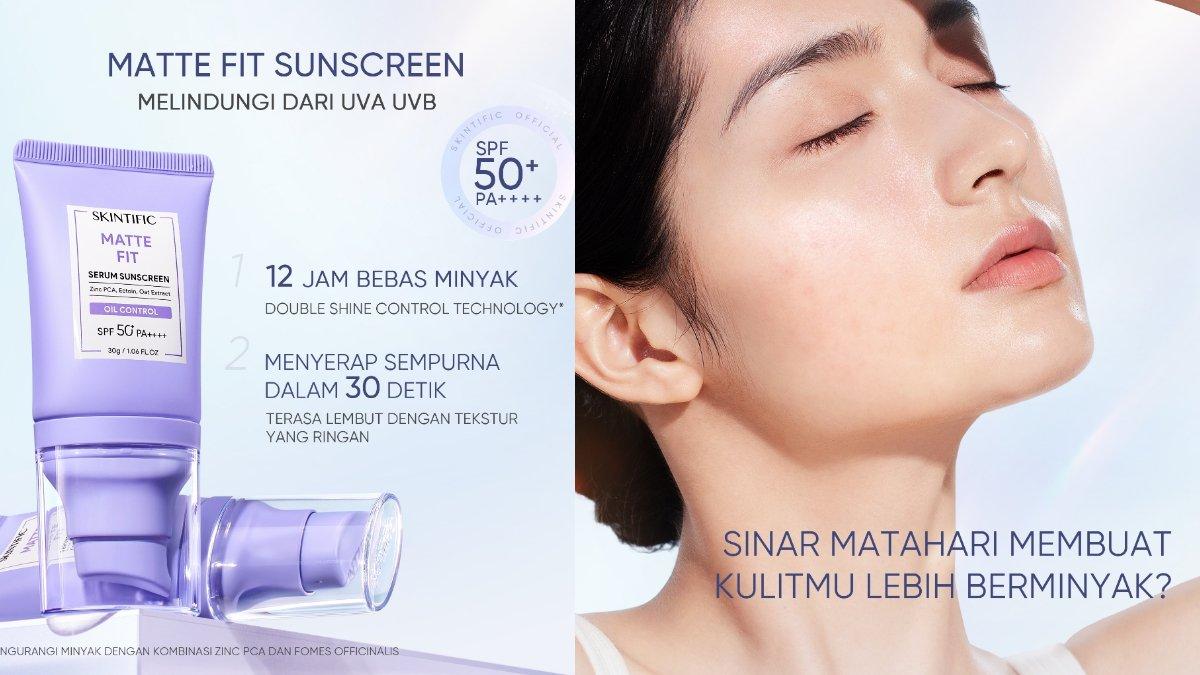 MATTE FIT SUNSCREEN
MELINDUNGI DARI UVA UVB
SKINTIFIC OFFICIAL
SPF
50+
PA++++
SKINTIFIC OFFICIAL
SKINTIFIC
MATTE
FIT
SERUM SUNSCREEN
Zinc PCA, Ectoin, Oat Extract
OIL CONTROL
SPF 50+ PA++++
30g / 1.06 FL.OZ
1
12 JAM BEBAS MINYAK
DOUBLE SHINE CONTROL TECHNOLOGY*
2
MENYERAP SEMPURNA
DALAM 30 DETIK
TERASA LEMBUT DENGAN TEKSTUR
YANG RINGAN
SKINTIFIC
NGURANGI MINYAK DENGAN KOMBINASI ZINC PCA DAN FOMES OFFICINALIS
SINAR MATAHARI MEMBUAT
KULITMU LEBIH BERMINYAK?